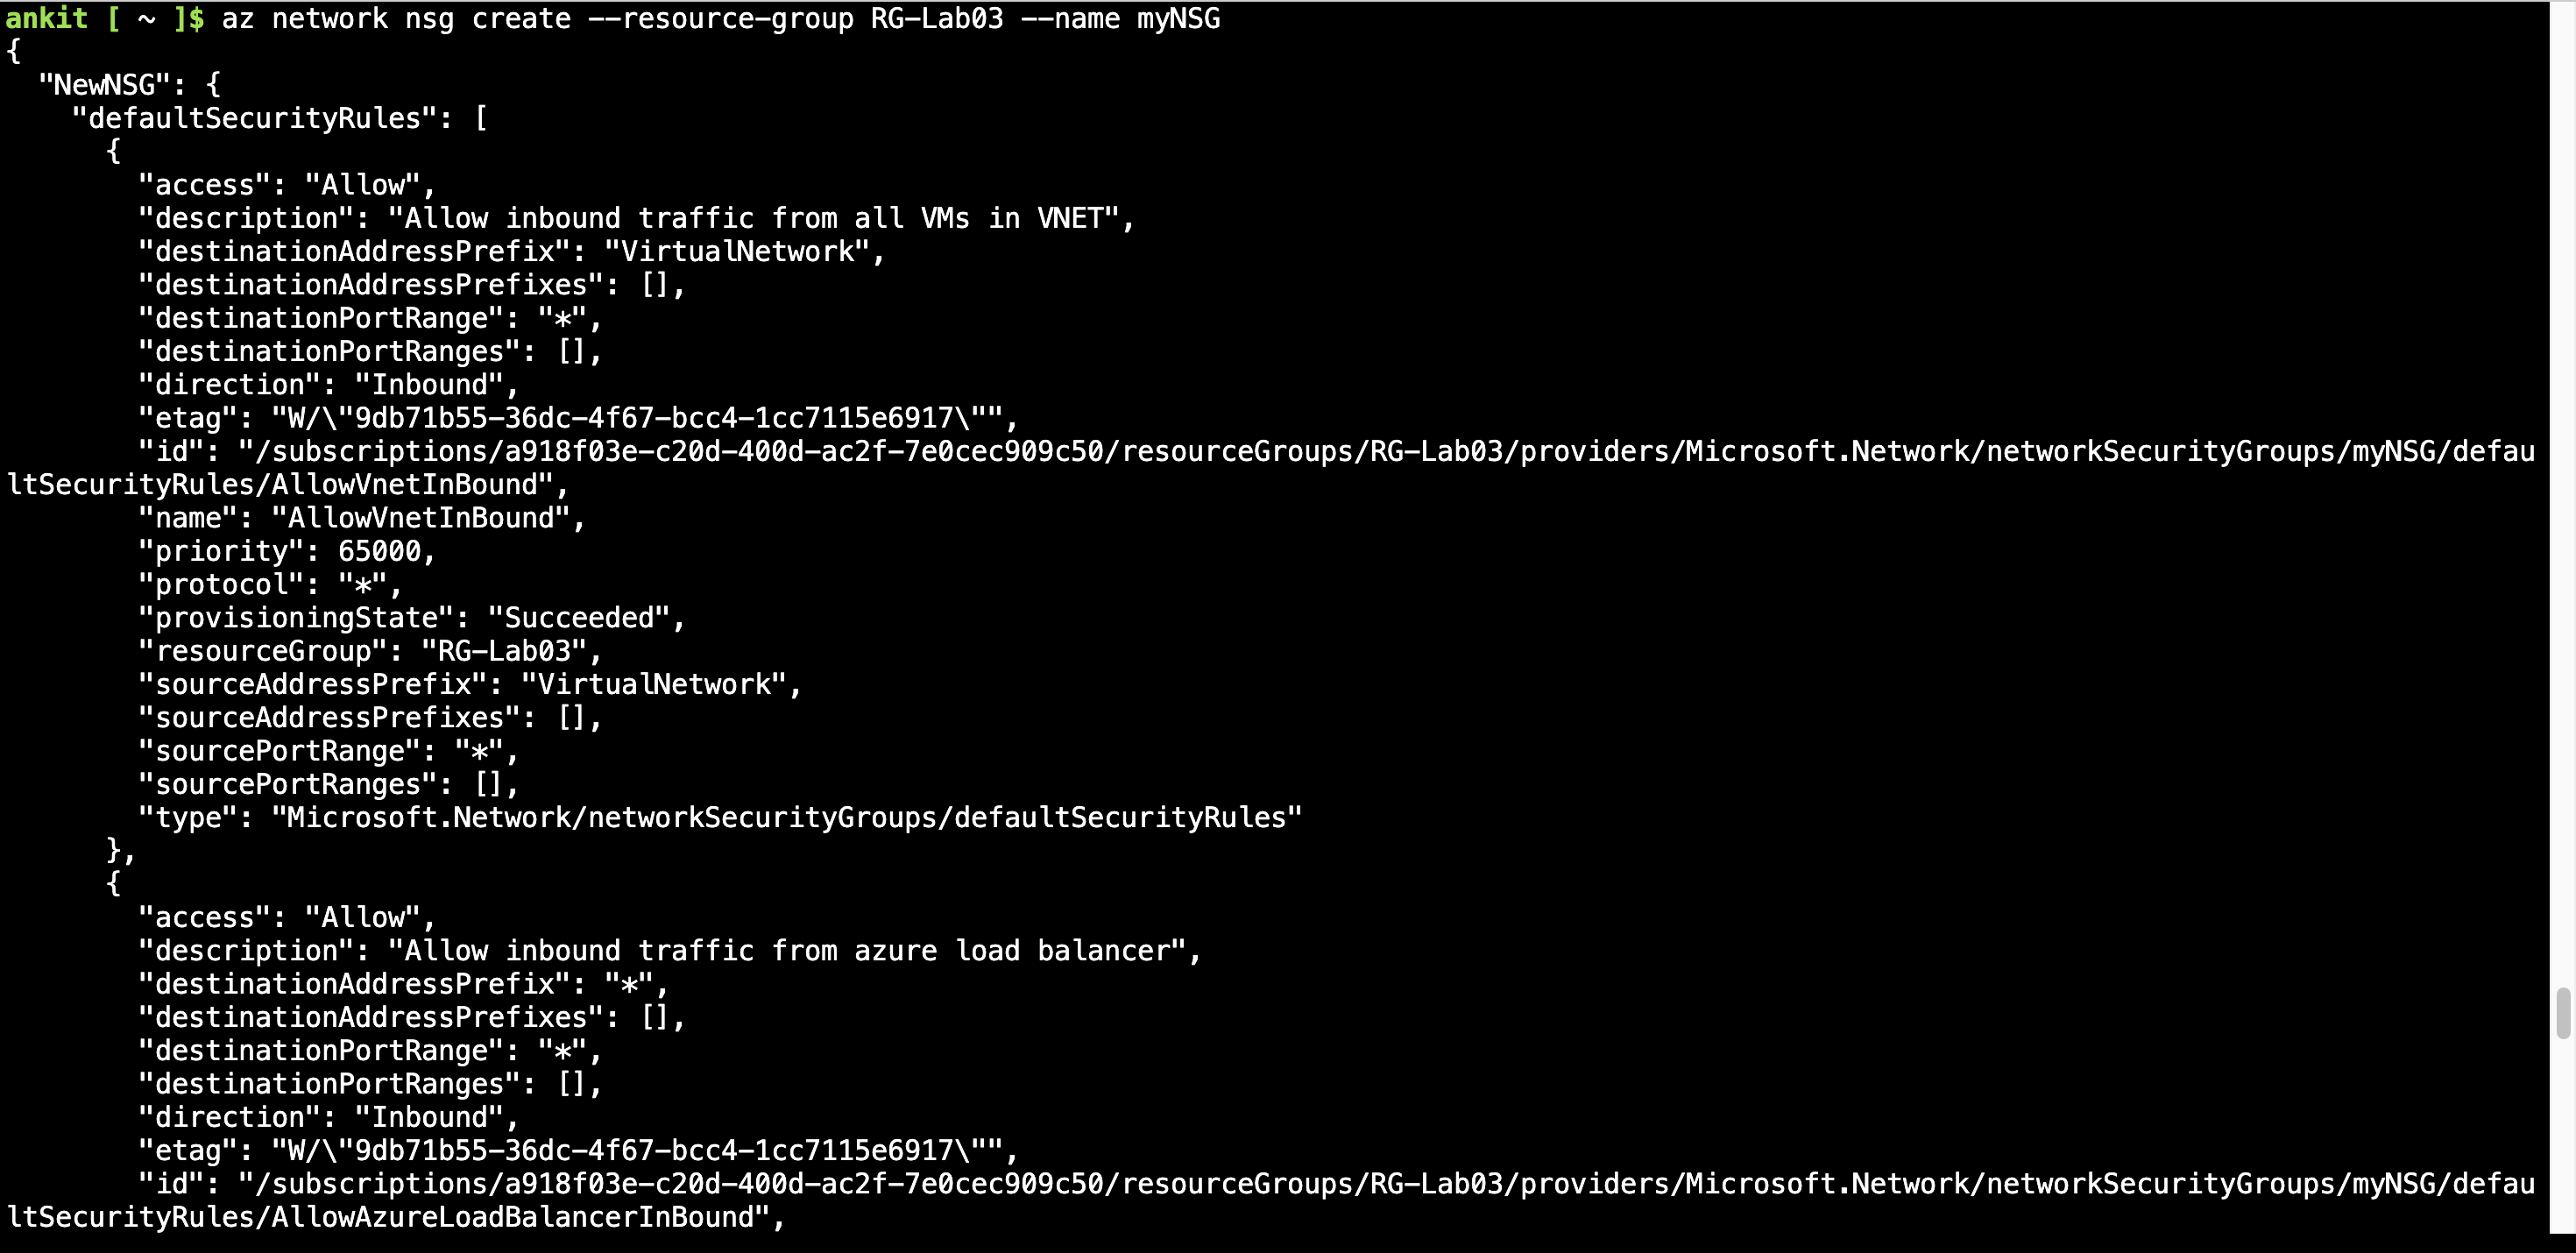 ankit [ ~ ]$ az network nsg create --resource-group RG-Lab03 --name myNSG
{
  "NewNSG": {
    "defaultSecurityRules": [
      {
        "access": "Allow",
        "description": "Allow inbound traffic from all VMs in VNET",
        "destinationAddressPrefix": "VirtualNetwork",
        "destinationAddressPrefixes": [],
        "destinationPortRange": "*",
        "destinationPortRanges": [],
        "direction": "Inbound",
        "etag": "W/\"9db71b55-36dc-4f67-bcc4-1cc7115e6917\"",
        "id": "/subscriptions/a918f03e-c20d-400d-ac2f-7e0cec909c50/resourceGroups/RG-Lab03/providers/Microsoft.Network/networkSecurityGroups/myNSG/defau
ltSecurityRules/AllowVnetInBound",
        "name": "AllowVnetInBound",
        "priority": 65000,
        "protocol": "*",
        "provisioningState": "Succeeded",
        "resourceGroup": "RG-Lab03",
        "sourceAddressPrefix": "VirtualNetwork",
        "sourceAddressPrefixes": [],
        "sourcePortRange": "*",
        "sourcePortRanges": [],
        "type": "Microsoft.Network/networkSecurityGroups/defaultSecurityRules"
      },
      {
        "access": "Allow",
        "description": "Allow inbound traffic from azure load balancer",
        "destinationAddressPrefix": "*",
        "destinationAddressPrefixes": [],
        "destinationPortRange": "*",
        "destinationPortRanges": [],
        "direction": "Inbound",
        "etag": "W/\"9db71b55-36dc-4f67-bcc4-1cc7115e6917\"",
        "id": "/subscriptions/a918f03e-c20d-400d-ac2f-7e0cec909c50/resourceGroups/RG-Lab03/providers/Microsoft.Network/networkSecurityGroups/myNSG/defau
ltSecurityRules/AllowAzureLoadBalancerInBound",